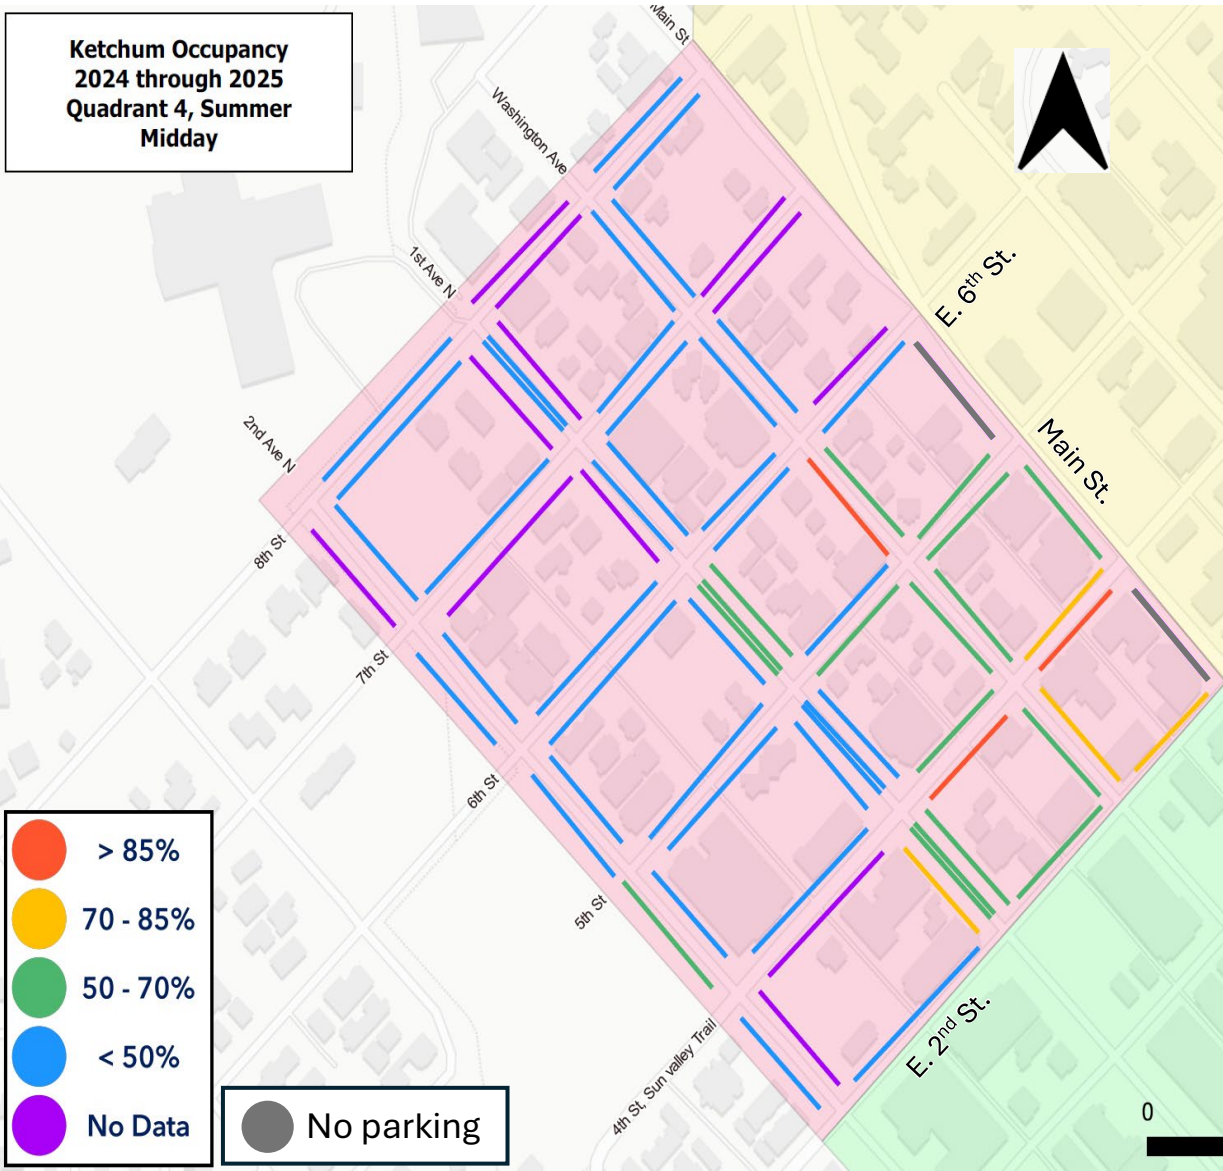 Ketchum Occupancy
2024 through 2025
Quadrant 4, Summer
Midday
Main St
Washington Ave
1st Ave N
2nd Ave N
E. 6th St.
Main St.
8th St
7th St
6th St
5th St
4th St, Sun valley Trail
E. 2nd St.
> 85%
70 - 85%
50 - 70%
< 50%
No Data
No parking
0